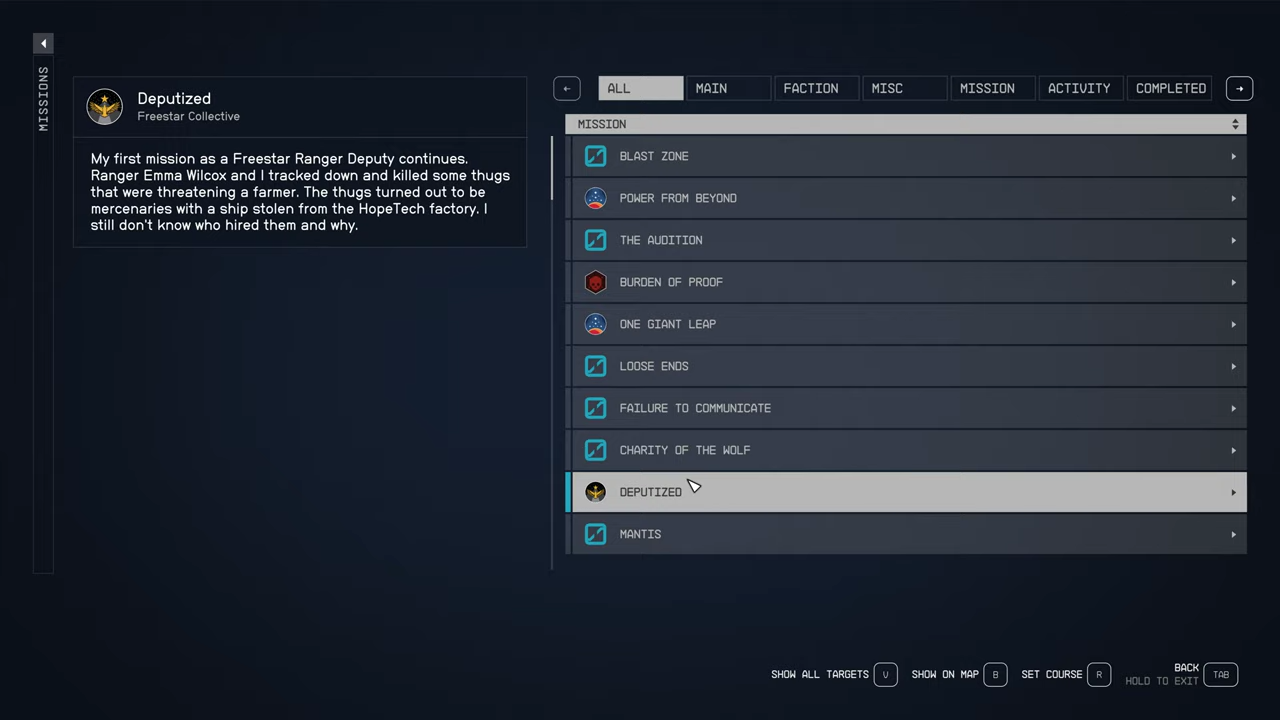 MISSIONS
Deputized
Freestar Collective
My first mission as a Freestar Ranger Deputy continues.
Ranger Emma Wilcox and I tracked down and killed some thugs
that were threatening a farmer. The thugs turned out to be
mercenaries with a ship stolen from the HopeTech factory. I
still don't know who hired them and why.
ALL MAIN FACTION MISC MISSION ACTIVITY COMPLETED
MISSION
BLAST ZONE
POWER FROM BEYOND
THE AUDITION
BURDEN OF PROOF
ONE GIANT LEAP
LOOSE ENDS
FAILURE TO COMMUNICATE
CHARITY OF THE WOLF
DEPUTIZED
MANTIS
SHOW ALL TARGETS V SHOW ON MAP B SET COURSE R BACK TAB
HOLD TO EXIT